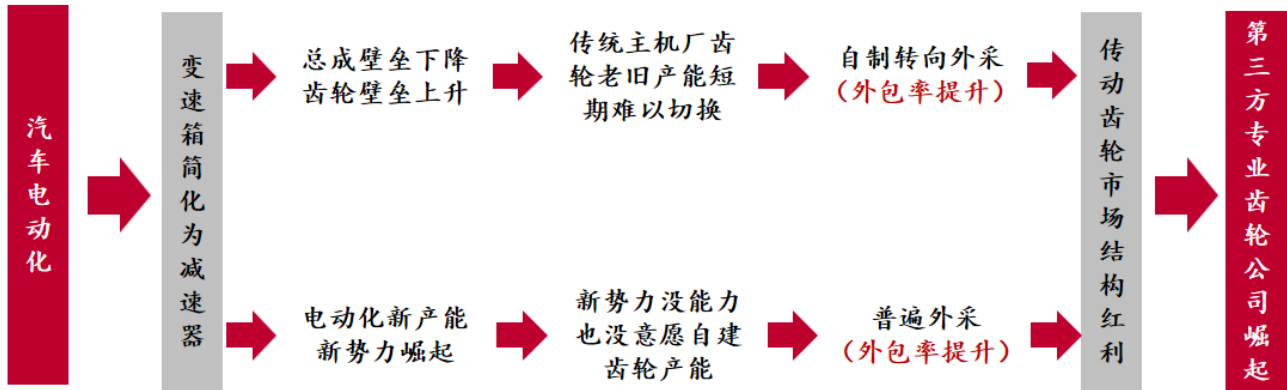 汽车电动化
变速箱简化为减速器
总成壁垒下降
齿轮壁垒上升
传统主机厂齿
轮老旧产能短
期难以切换
自制转向外采
（外包率提升）
电动化新产能
新势力崛起
新势力没能力
也没意愿自建
齿轮产能
普遍外采
（外包率提升）
传动齿轮市场结构红利
第三方专业齿轮公司崛起